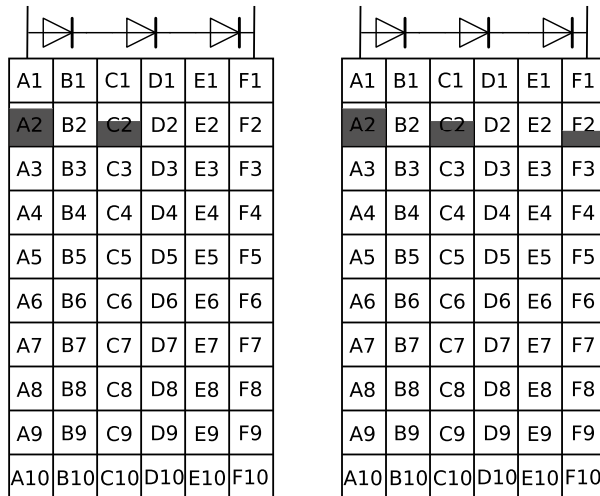 A1 B1 C1 D1 E1 F1 A1 B1 C1 D1 E1 F1
A2 B2 C2 D2 E2 F2 A2 B2 C2 D2 E2 F2
A3 B3 C3 D3 E3 F3 A3 B3 C3 D3 E3 F3
A4 B4 C4 D4 E4 F4 A4 B4 C4 D4 E4 F4
A5 B5 C5 D5 E5 F5 A5 B5 C5 D5 E5 F5
A6 B6 C6 D6 E6 F6 A6 B6 C6 D6 E6 F6
A7 B7 C7 D7 E7 F7 A7 B7 C7 D7 E7 F7
A8 B8 C8 D8 E8 F8 A8 B8 C8 D8 E8 F8
A9 B9 C9 D9 E9 F9 A9 B9 C9 D9 E9 F9
A10 B10 C10 D10 E10 F10 A10 B10 C10 D10 E10 F10